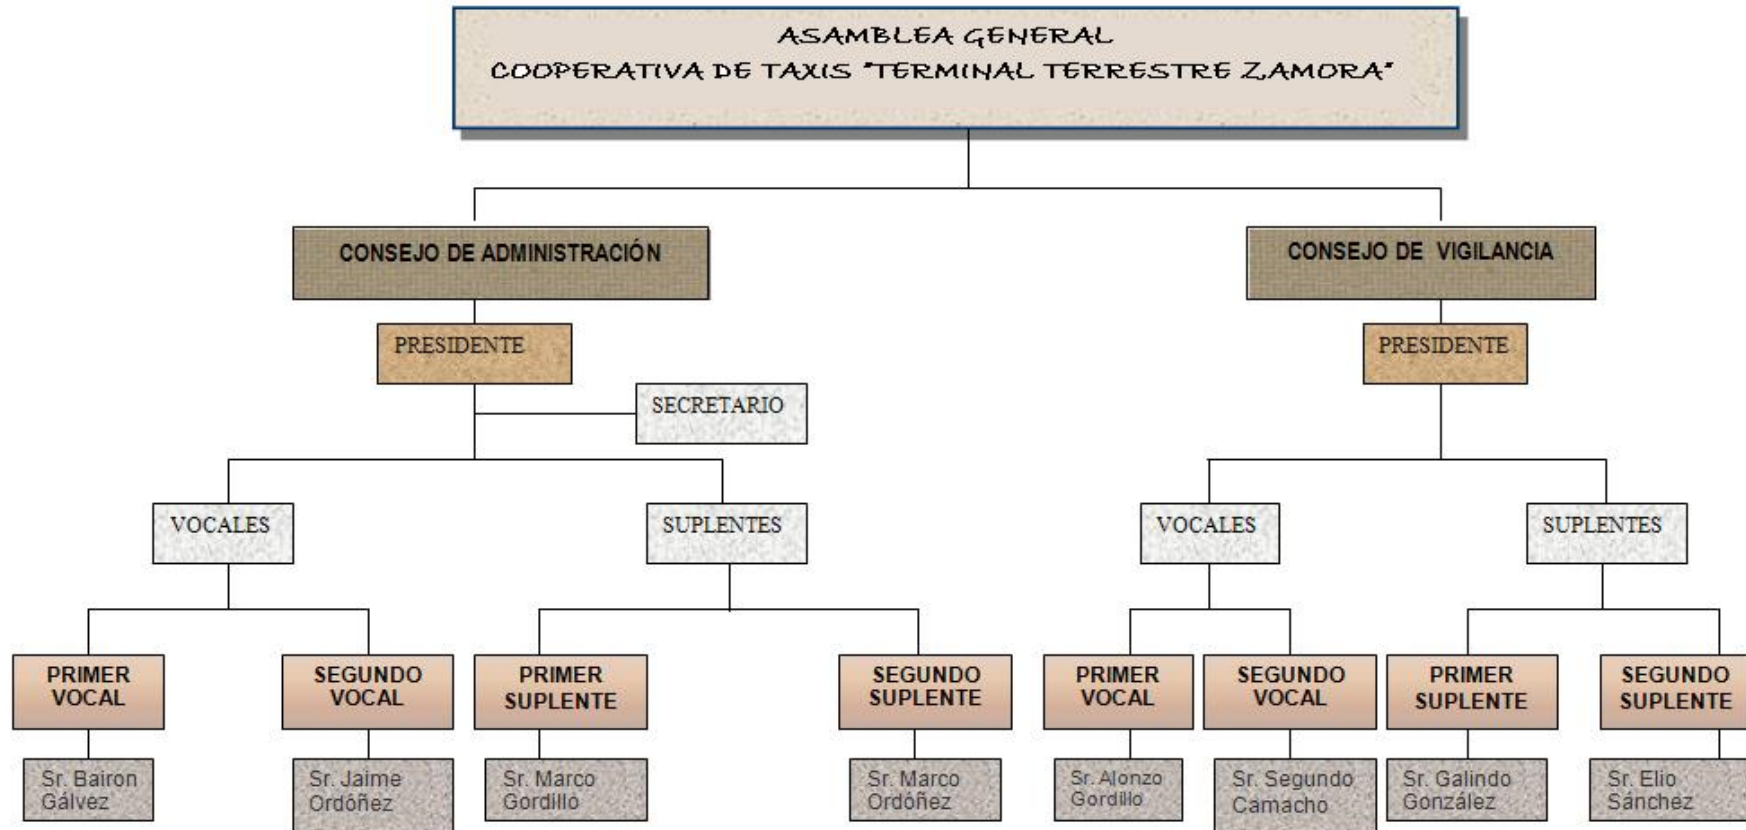 ASAMBLEA GENERAL
COOPERATIVA DE TAXIS "TERMINAL TERRESTRE ZAMORA"
CONSEJO DE ADMINISTRACIÓN
CONSEJO DE VIGILANCIA
PRESIDENTE
PRESIDENTE
SECRETARIO
VOCALES
SUPLENTES
VOCALES
SUPLENTES
PRIMER
VOCAL
SEGUNDO
VOCAL
PRIMER
SUPLENTE
SEGUNDO
SUPLENTE
PRIMER
VOCAL
SEGUNDO
VOCAL
PRIMER
SUPLENTE
SEGUNDO
SUPLENTE
Sr. Bairon
Gálvez
Sr. Jaime
Ordóñez
Sr. Marco
Gordillo
Sr. Marco
Ordóñez
Sr. Alonzo
Gordillo
Sr. Segundo
Camacho
Sr. Galindo
González
Sr. Elio
Sánchez